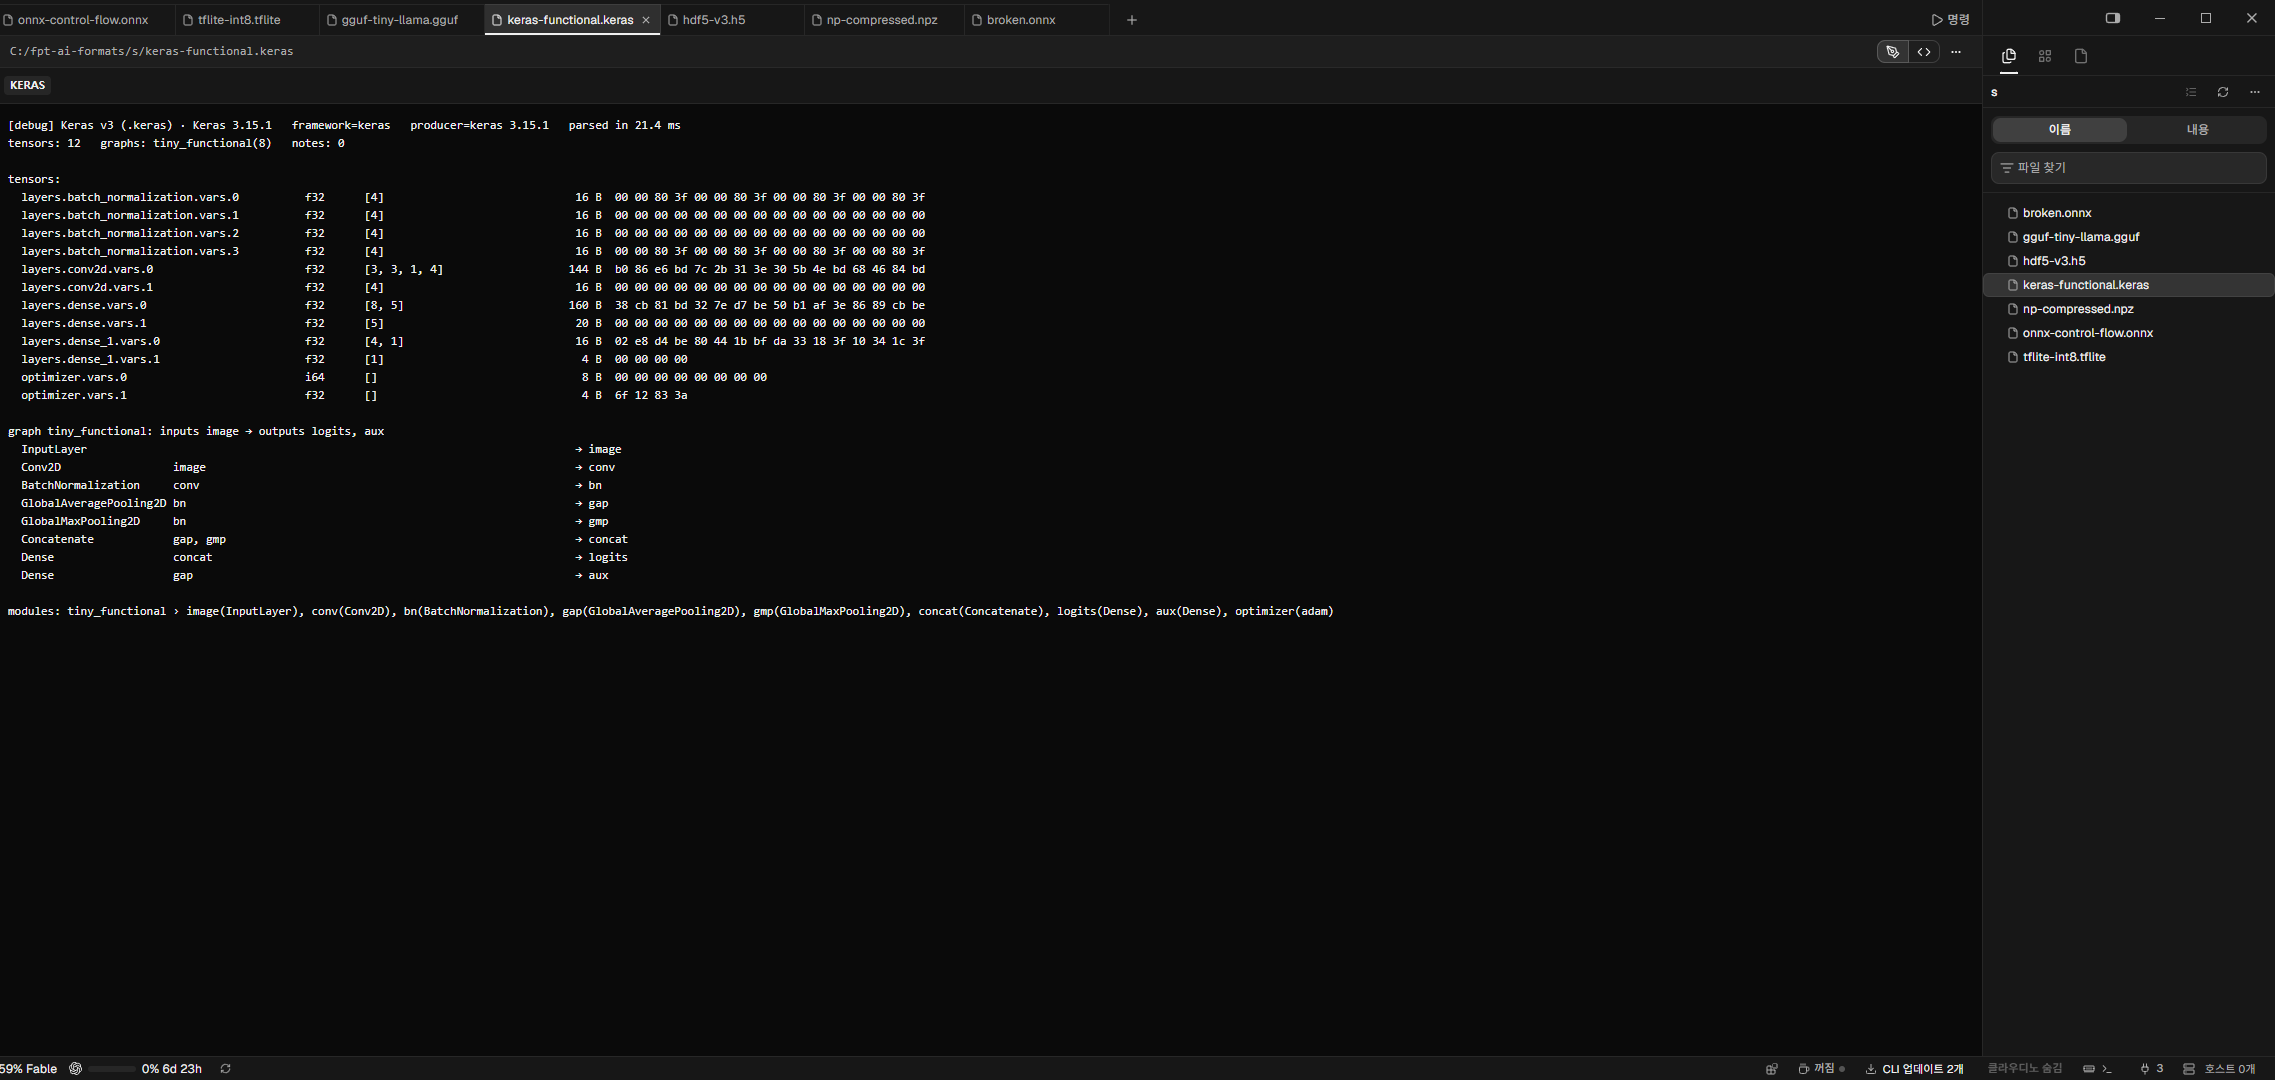 onnx-control-flow.onnx tflite-int8.tflite gguf-tiny-llama.gguf keras-functional.keras hdf5-v3.h5 np-compressed.npz broken.onnx 명령
C:/fpt-ai-formats/s/keras-functional.keras
KERAS
[debug] Keras v3 (.keras) · Keras 3.15.1 framework=keras producer=keras 3.15.1 parsed in 21.4 ms
tensors: 12 graphs: tiny_functional(8) notes: 0
tensors:
layers.batch_normalization.vars.0 f32 [4] 16 B 00 00 80 3f 00 00 80 3f 00 00 80 3f 00 00 80 3f
layers.batch_normalization.vars.1 f32 [4] 16 B 00 00 00 00 00 00 00 00 00 00 00 00 00 00 00 00
layers.batch_normalization.vars.2 f32 [4] 16 B 00 00 00 00 00 00 00 00 00 00 00 00 00 00 00 00
layers.batch_normalization.vars.3 f32 [4] 16 B 00 00 80 3f 00 00 80 3f 00 00 80 3f 00 00 80 3f
layers.conv2d.vars.0 f32 [3, 3, 1, 4] 144 B b0 86 e6 bd 7c 2b 31 3e 30 5b 4e bd 68 46 84 bd
layers.conv2d.vars.1 f32 [4] 16 B 00 00 00 00 00 00 00 00 00 00 00 00 00 00 00 00
layers.dense.vars.0 f32 [8, 5] 160 B 38 cb 81 bd 32 7e d7 be 50 b1 af 3e 86 89 cb be
layers.dense.vars.1 f32 [5] 20 B 00 00 00 00 00 00 00 00 00 00 00 00 00 00 00 00
layers.dense_1.vars.0 f32 [4, 1] 16 B 02 e8 d4 be 80 44 1b bf da 33 18 3f 10 34 1c 3f
layers.dense_1.vars.1 f32 [1] 4 B 00 00 00 00
optimizer.vars.0 i64 [] 8 B 00 00 00 00 00 00 00 00
optimizer.vars.1 f32 [] 4 B 6f 12 83 3a
graph tiny_functional: inputs image → outputs logits, aux
InputLayer → image
Conv2D image → conv
BatchNormalization conv → bn
GlobalAveragePooling2D bn → gap
GlobalMaxPooling2D bn → gmp
Concatenate gap, gmp → concat
Dense concat → logits
Dense gap → aux
modules: tiny_functional › image(InputLayer), conv(Conv2D), bn(BatchNormalization), gap(GlobalAveragePooling2D), gmp(GlobalMaxPooling2D), concat(Concatenate), logits(Dense), aux(Dense), optimizer(adam)
s
이름 내용
파일 찾기
broken.onnx
gguf-tiny-llama.gguf
hdf5-v3.h5
keras-functional.keras
np-compressed.npz
onnx-control-flow.onnx
tflite-int8.tflite
59% Fable 0% 6d 23h 꺼짐 CLI 업데이트 2개 클라우디노 숨김 3 호스트 0개